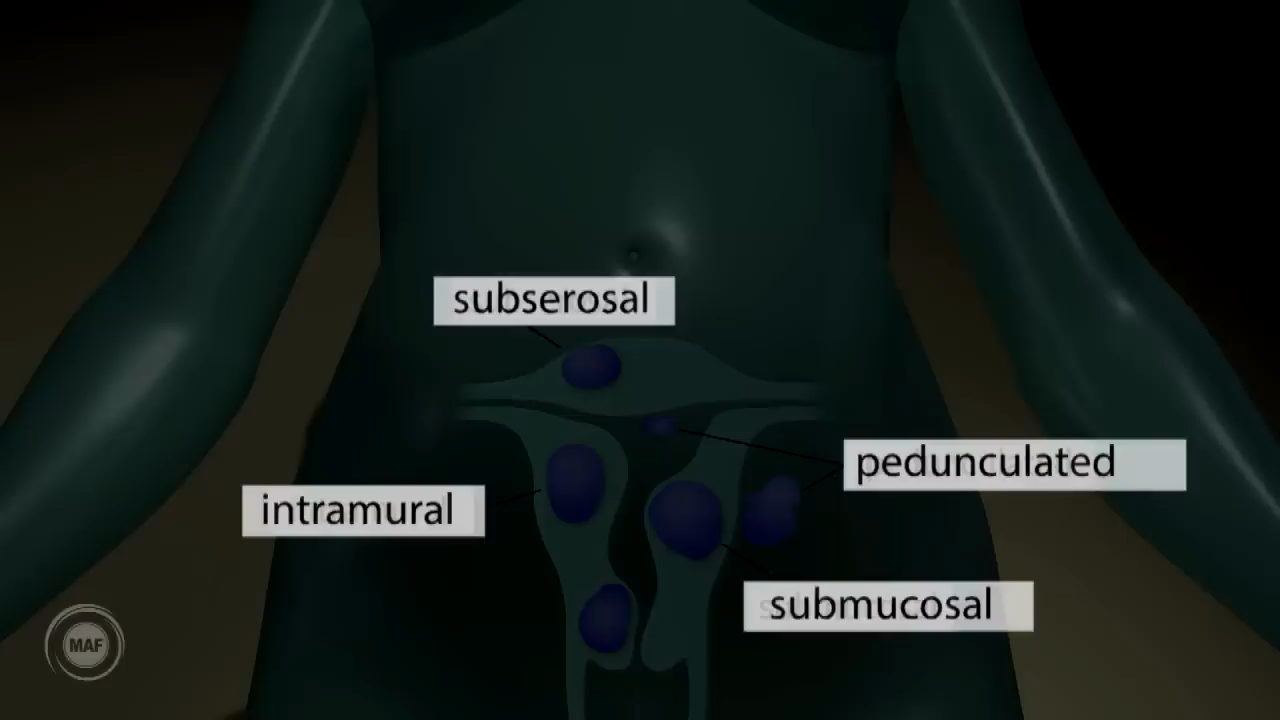 subserosal
pedunculated
intramural
submucosal
MAF